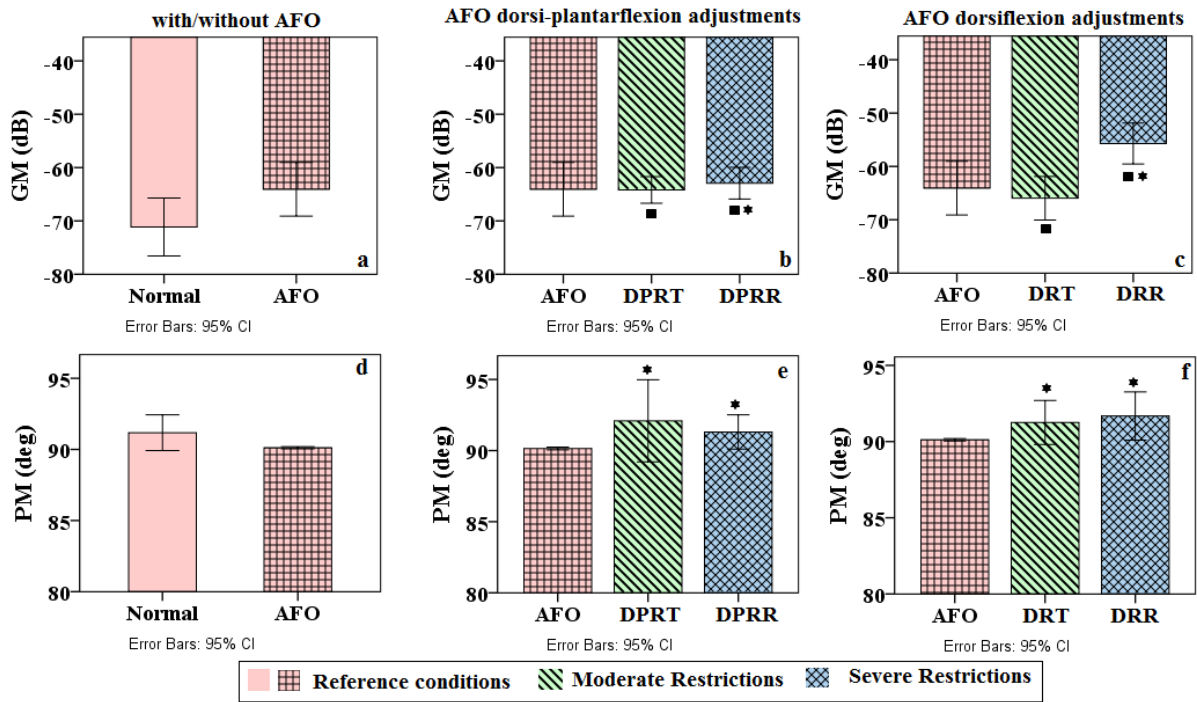 with/without AFO
AFO dorsi-plantarflexion adjustments
AFO dorsiflexion adjustments
GM (dB)
-40
-50
-60
-70
-80
a
Normal
AFO
Error Bars: 95% CI
GM (dB)
-40
-50
-60
-70
-80
b
AFO
DPRT
DPRR
Error Bars: 95% CI
GM (dB)
-40
-50
-60
-70
-80
c
AFO
DRT
DRR
Error Bars: 95% CI
PM (deg)
95
90
85
80
d
Normal
AFO
Error Bars: 95% CI
PM (deg)
95
90
85
80
e
AFO
DPRT
DPRR
Error Bars: 95% CI
PM (deg)
95
90
85
80
f
AFO
DRT
DRR
Error Bars: 95% CI
Reference conditions
Moderate Restrictions
Severe Restrictions